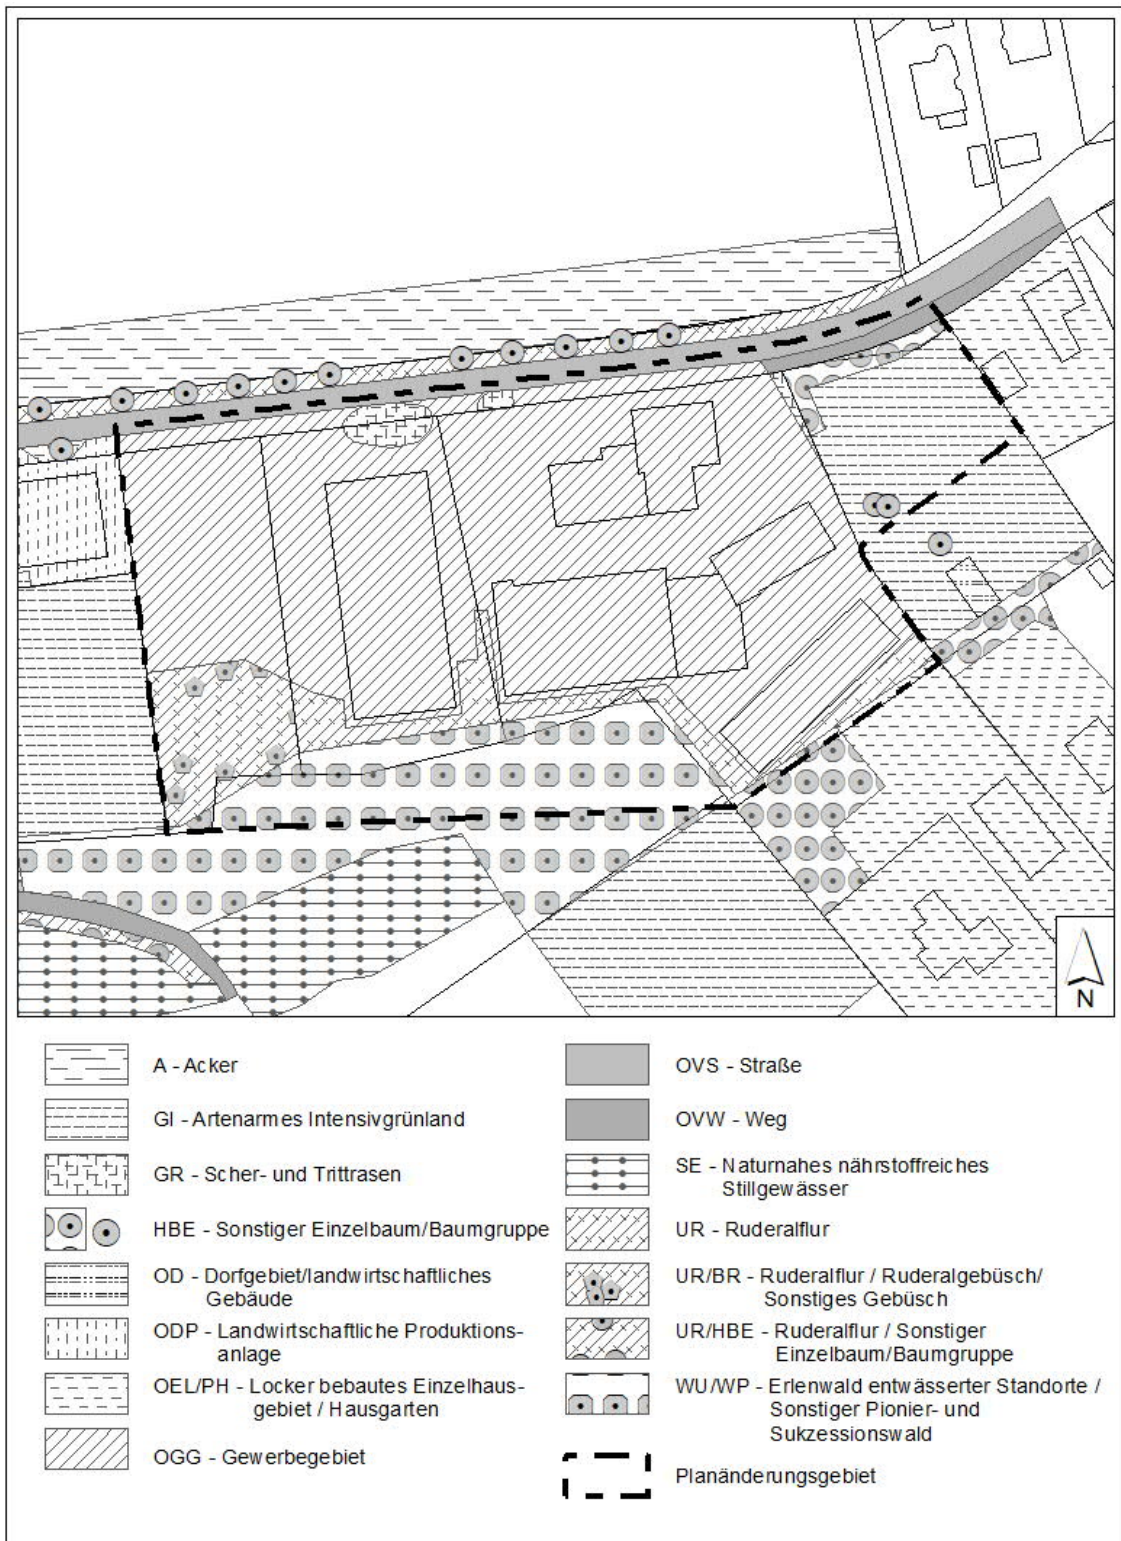 N
A - Acker
GI - Artenarmes Intensivgrünland
GR - Scher- und Trittrasen
HBE - Sonstiger Einzelbaum/Baumgruppe
OD - Dorfgebiet/landwirtschaftliches
Gebäude
ODP - Landwirtschaftliche Produktions-
anlage
OEL/PH - Locker bebautes Einzelhaus-
gebiet / Hausgarten
OGG - Gewerbegebiet
OVS - Straße
OVW - Weg
SE - Naturnahes nährstoffreiches
Stillgewässer
UR - Ruderalflur
UR/BR - Ruderalflur / Ruderalgebüsch/
Sonstiges Gebüsch
UR/HBE - Ruderalflur / Sonstiger
Einzelbaum/Baumgruppe
WU/WP - Erlenwald entwässerter Standorte /
Sonstiger Pionier- und
Sukzessionswald
Planänderungsgebiet